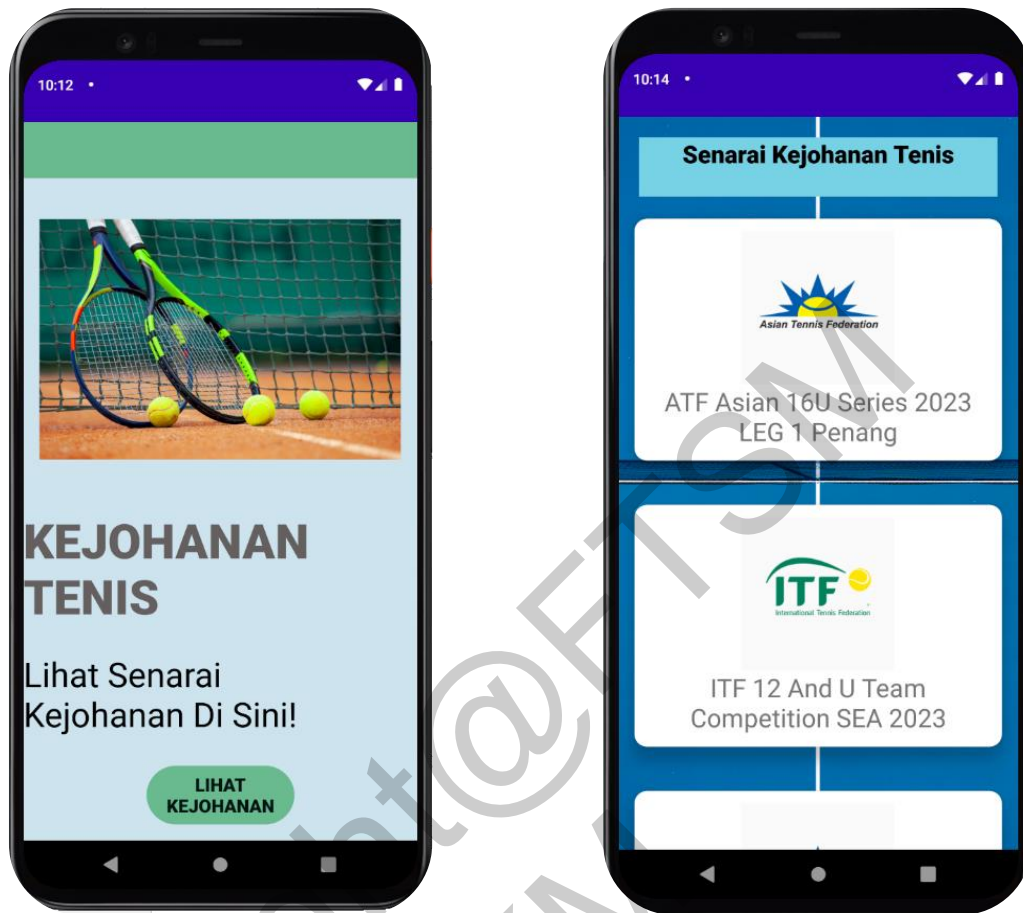 10:12
KEJOHANAN
TENIS
Lihat Senarai
Kejohanan Di Sini!
LIHAT
KEJOHANAN
10:14
Senarai Kejohanan Tenis
Asian Tennis Federation
ATF Asian 16U Series 2023
LEG 1 Penang
ITF
International Tennis Federation
ITF 12 And U Team
Competition SEA 2023
@FTSM